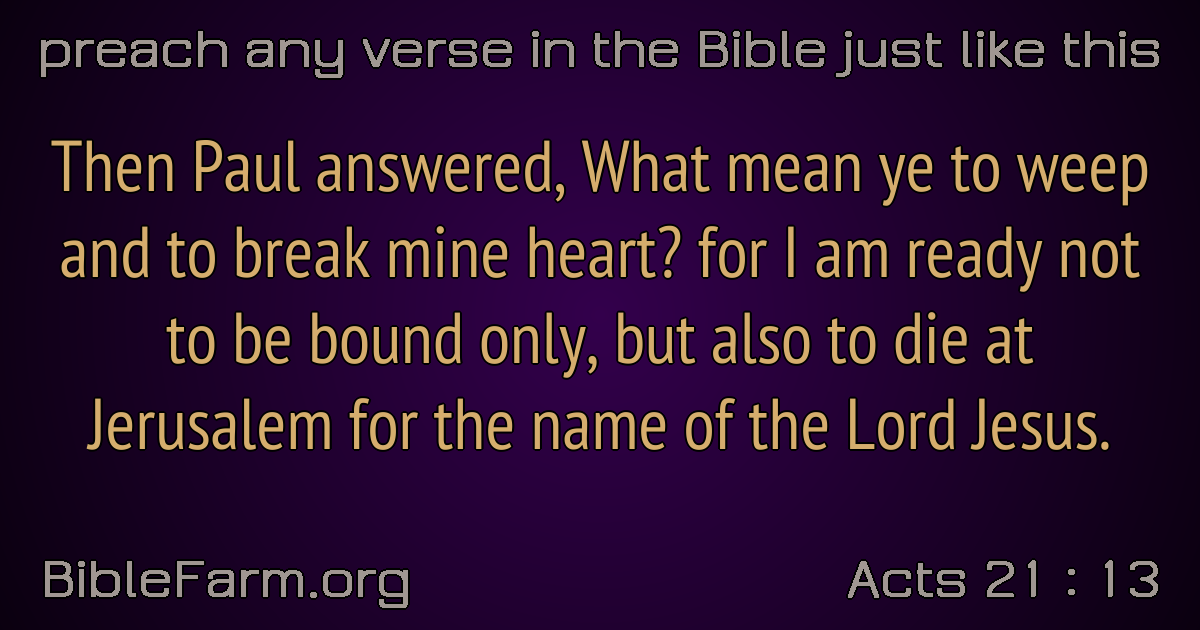 preach any verse in the Bible just like this
Then Paul answered, What mean ye to weep
and to break mine heart? for I am ready not
to be bound only, but also to die at
Jerusalem for the name of the Lord Jesus.
BibleFarm.org
Acts 21 : 13